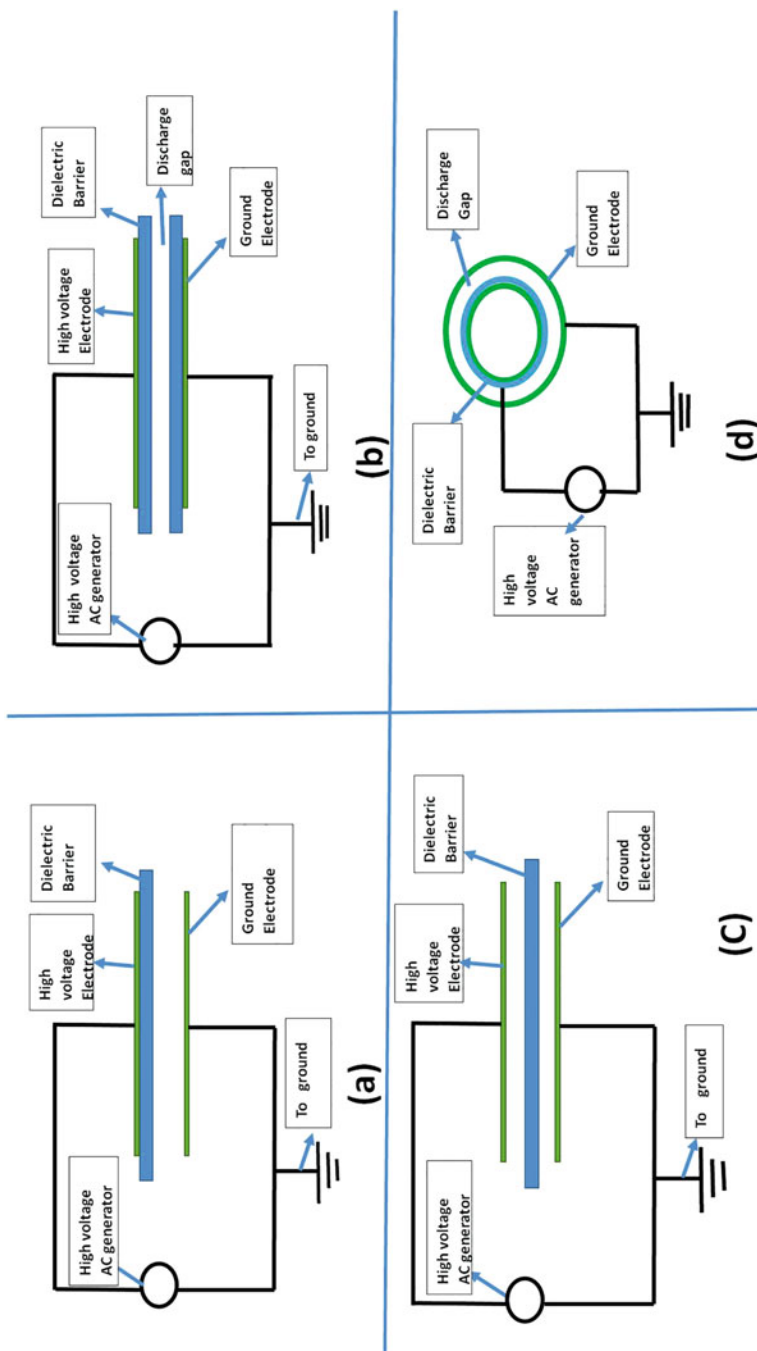 High voltage
AC generator
High
voltage
Electrode
Dielectric
Barrier
Ground
Electrode
To ground
(a)
High voltage
AC generator
High voltage
Electrode
Dielectric
Barrier
Discharge
gap
Ground
Electrode
To ground
(b)
High voltage
AC generator
High
voltage
Electrode
Dielectric
Barrier
Ground
Electrode
To ground
(C)
Dielectric
Barrier
Discharge
Gap
Ground
Electrode
High
voltage AC
generator
(d)